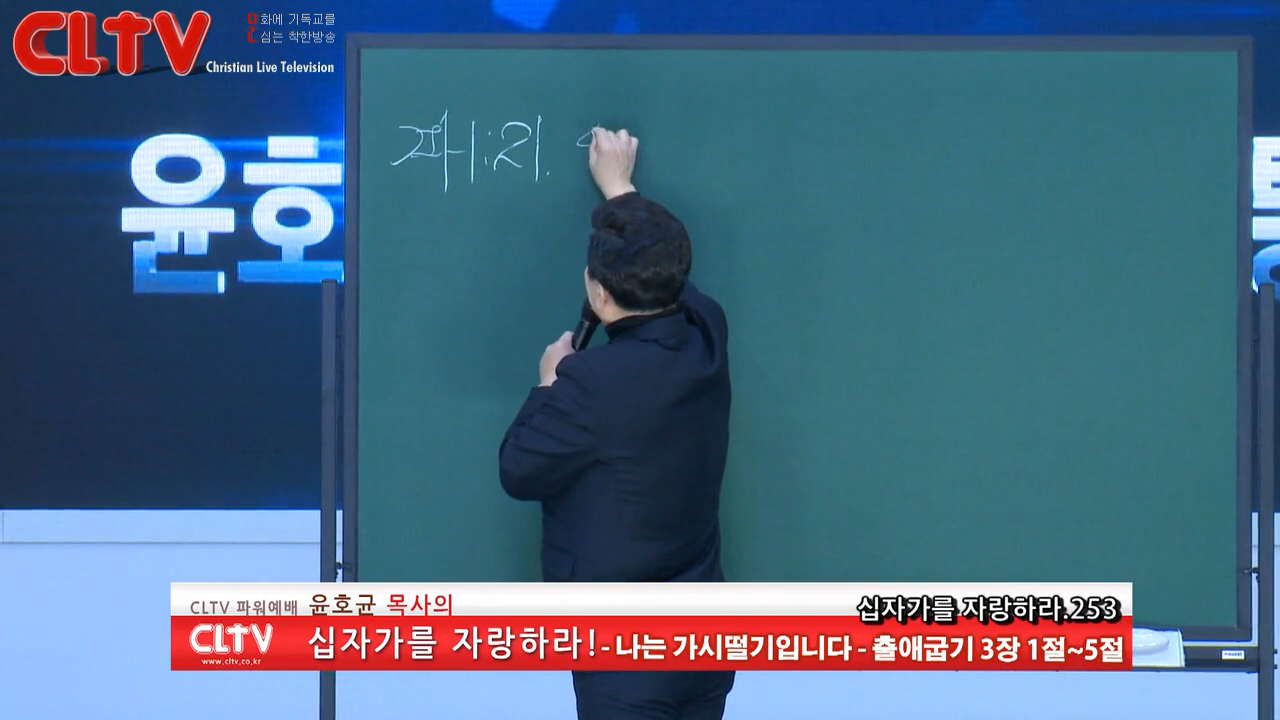 CLTV
문화에 기독교를
심는 착한방송
Christian Live Television
윤호
1:21.
CLTV 파워예배 윤호균 목사의
십자가를 자랑하라.253
CLTV
www.cltv.co.kr
십자가를 자랑하라!- 나는 가시떨기입니다 - 출애굽기 3장 1절~5절